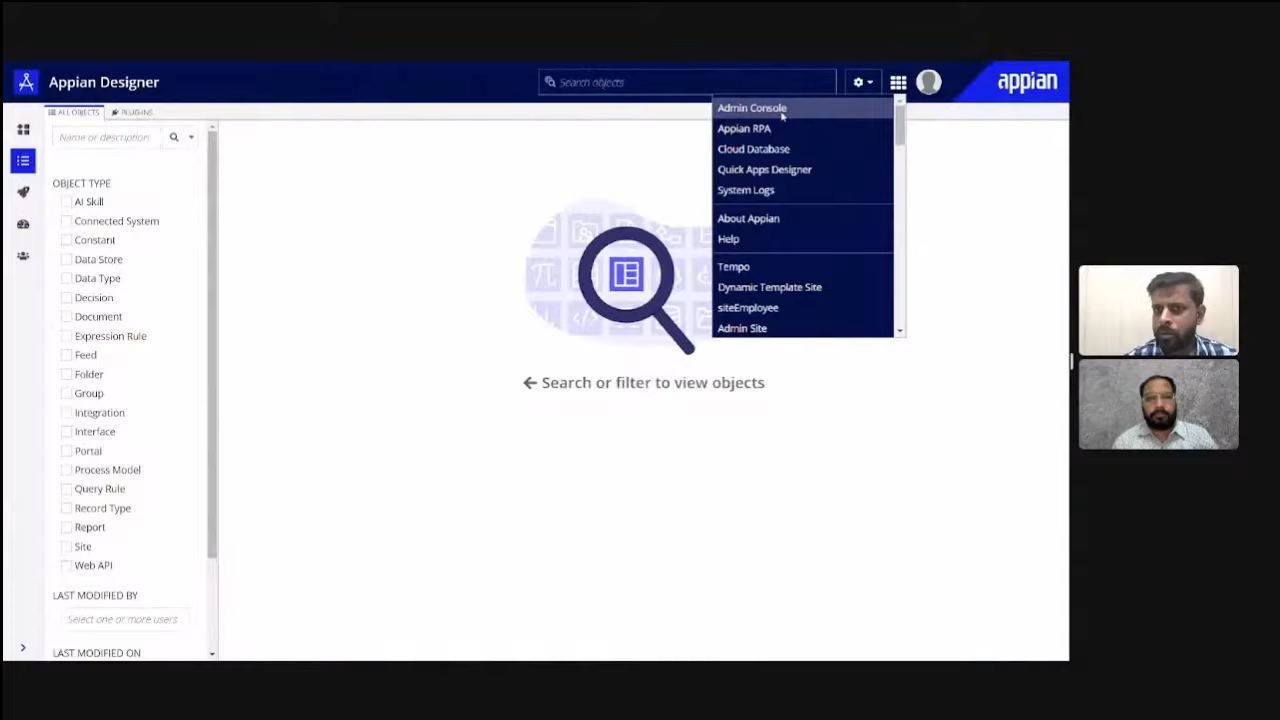 Appian Designer
Search objects
appian
ALL OBJECTS
PLUG-INS
Name or description
OBJECT TYPE
AI Skill
Connected System
Constant
Data Store
Data Type
Decision
Document
Expression Rule
Feed
Folder
Group
Integration
Interface
Portal
Process Model
Query Rule
Record Type
Report
Site
Web API
LAST MODIFIED BY
Select one or more users
LAST MODIFIED ON
Search or filter to view objects
Admin Console
Appian RPA
Cloud Database
Quick Apps Designer
System Logs
About Appian
Help
Tempo
Dynamic Template Site
siteEmployee
Admin Site